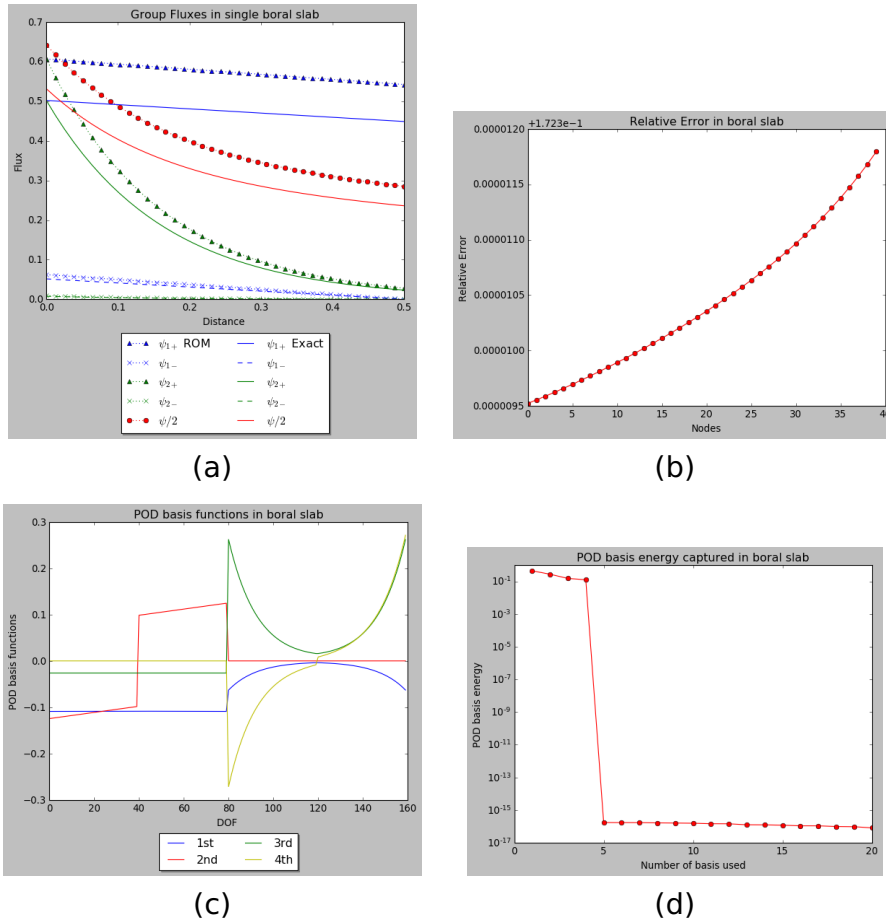 Group Fluxes in single boral slab
0.7
0.6
0.5
0.4
0.3
0.2
0.1
0.0
Flux
0.0 0.1 0.2 0.3 0.4 0.5
Distance
ψ1+ ROM
ψ1−
ψ2+
ψ2−
ψ/2
ψ1+ Exact
ψ1−
ψ2+
ψ2−
ψ/2
(a)
+1.723e−1
Relative Error in boral slab
0.0000120
0.0000115
0.0000110
0.0000105
0.0000100
0.0000095
Relative Error
0 5 10 15 20 25 30 35 40
Nodes
(b)
POD basis functions in boral slab
0.3
0.2
0.1
0.0
−0.1
−0.2
−0.3
POD basis functions
0 20 40 60 80 100 120 140 160
DOF
1st
2nd
3rd
4th
(c)
POD basis energy captured in boral slab
10^-1
10^-3
10^-5
10^-7
10^-9
10^-11
10^-13
10^-15
10^-17
POD basis energy
0 5 10 15 20
Number of basis used
(d)